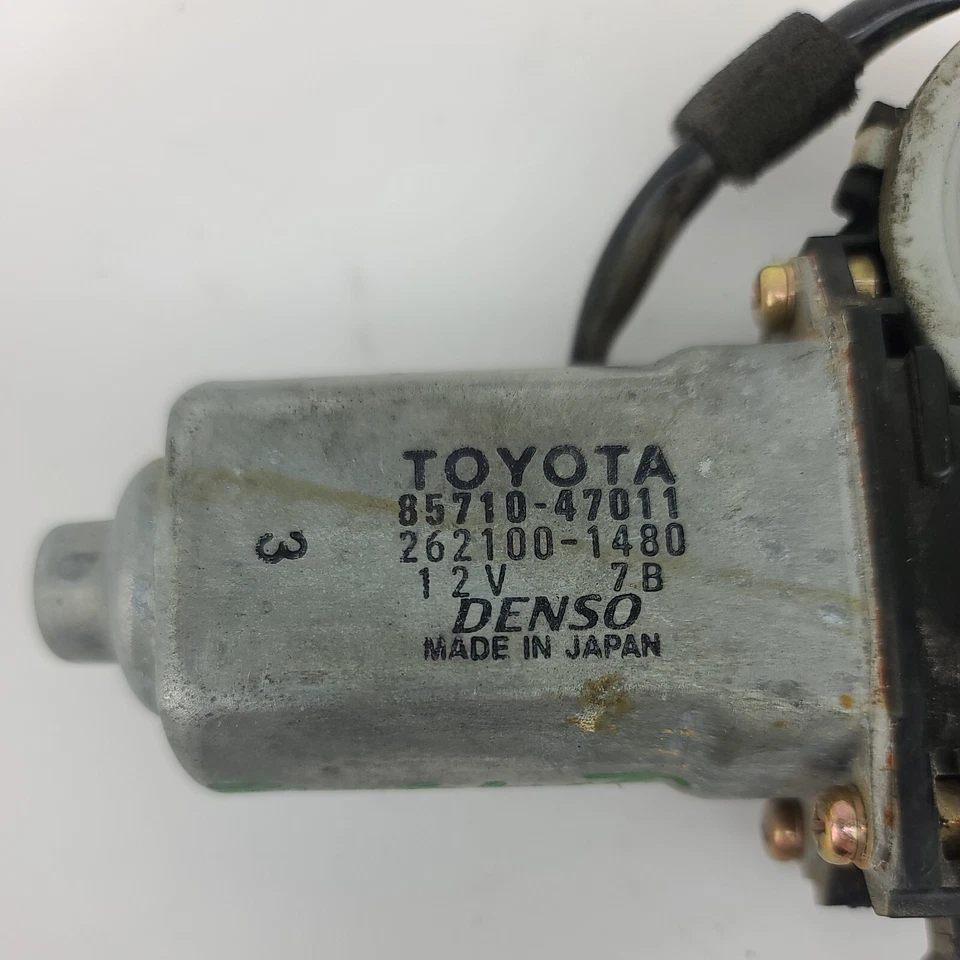 TOYOTA
85710-47011
262100-1480
12V 7B
DENSO
MADE IN JAPAN
3